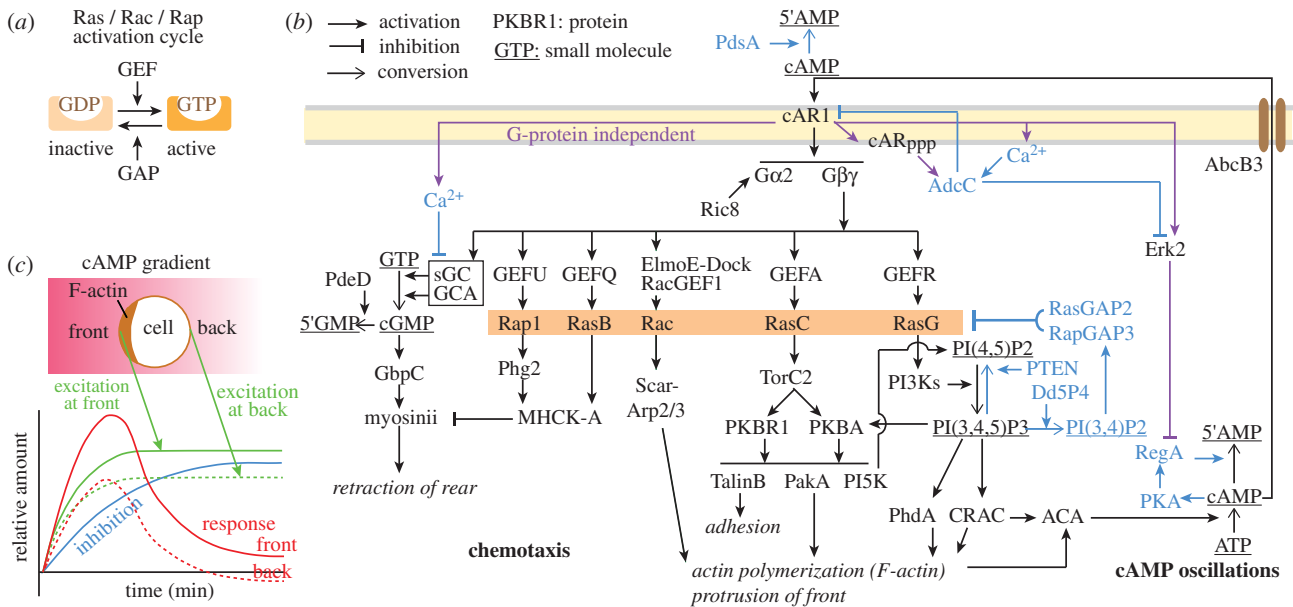 (a)
Ras / Rac / Rap
activation cycle
GEF
GDP
GTP
inactive
active
GAP
(b)
activation
inhibition
conversion
PKBR1: protein
GTP: small molecule
5'AMP
PdsA
cAMP
cAR1
G-protein independent
cARppp
Ca2+
AbcB3
Gα2
Gβγ
AdcC
Ric8
Ca2+
Erk2
GTP
sGC
GCA
PdeD
5'GMP
cGMP
GEFU
GEFQ
ElmoE-Dock
RacGEF1
GEFA
GEFR
Rap1
RasB
Rac
RasC
RasG
RasGAP2
RapGAP3
PI(4,5)P2
GbpC
Phg2
Scar-
Arp2/3
TorC2
PI3Ks
PTEN
Dd5P4
myosinii
MHCK-A
PKBR1
PKBA
PI(3,4,5)P3
PI(3,4)P2
5'AMP
RegA
retraction of rear
TalinB
PakA
PI5K
PKA
cAMP
adhesion
PhdA
CRAC
ACA
ATP
chemotaxis
actin polymerization (F-actin)
protrusion of front
cAMP oscillations
(c)
cAMP gradient
F-actin
front
cell
back
excitation
at front
excitation
at back
relative amount
inhibition
response
front
back
time (min)